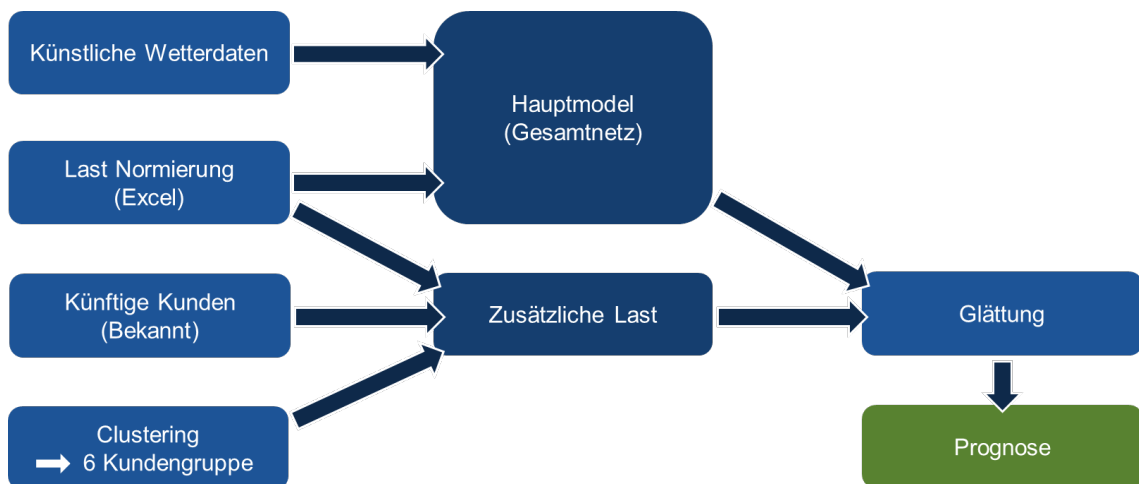 Künstliche Wetterdaten
Hauptmodel
(Gesamtnetz)
Last Normierung
(Excel)
Künftige Kunden
(Bekannt)
Zusätzliche Last
Glättung
Clustering
6 Kundengruppe
Prognose